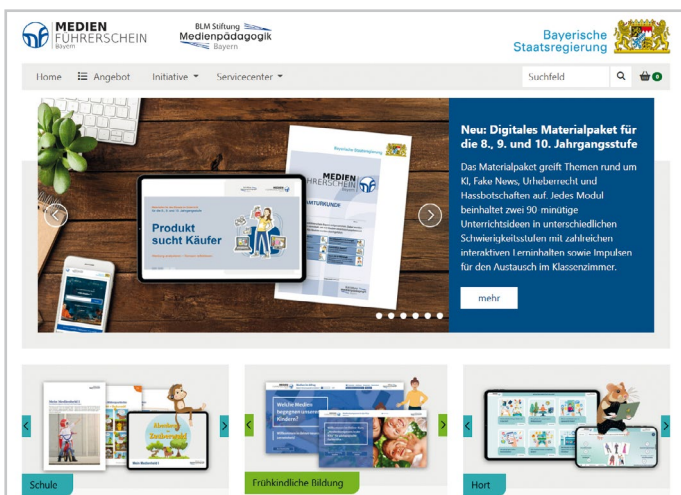 MEDIEN
FÜHRERSCHEIN
Bayern
BLM Stiftung
Medienpädagogik
Bayern
Bayerische
Staatsregierung
Home
Angebot
Initiative
Servicecenter
Suchfeld
0
Bayerische Staatsregierung
MEDIEN
Produkt
sucht Käufer
Neu: Digitales Materialpaket für
die 8., 9. und 10. Jahrgangsstufe
Das Materialpaket greift Themen rund um
KI, Fake News, Urheberrecht und
Hassbotschaften auf. Jedes Modul
beinhaltet zwei 90 minütige
Unterrichtsideen in unterschiedlichen
Schwierigkeitsstufen mit zahlreichen
interaktiven Lerninhalten sowie Impulsen
für den Austausch im Klassenzimmer.
mehr
Abenteuer
Schule
Welche Medien
begegnen unseren
Kindern?
Frühkindliche Bildung
Hort